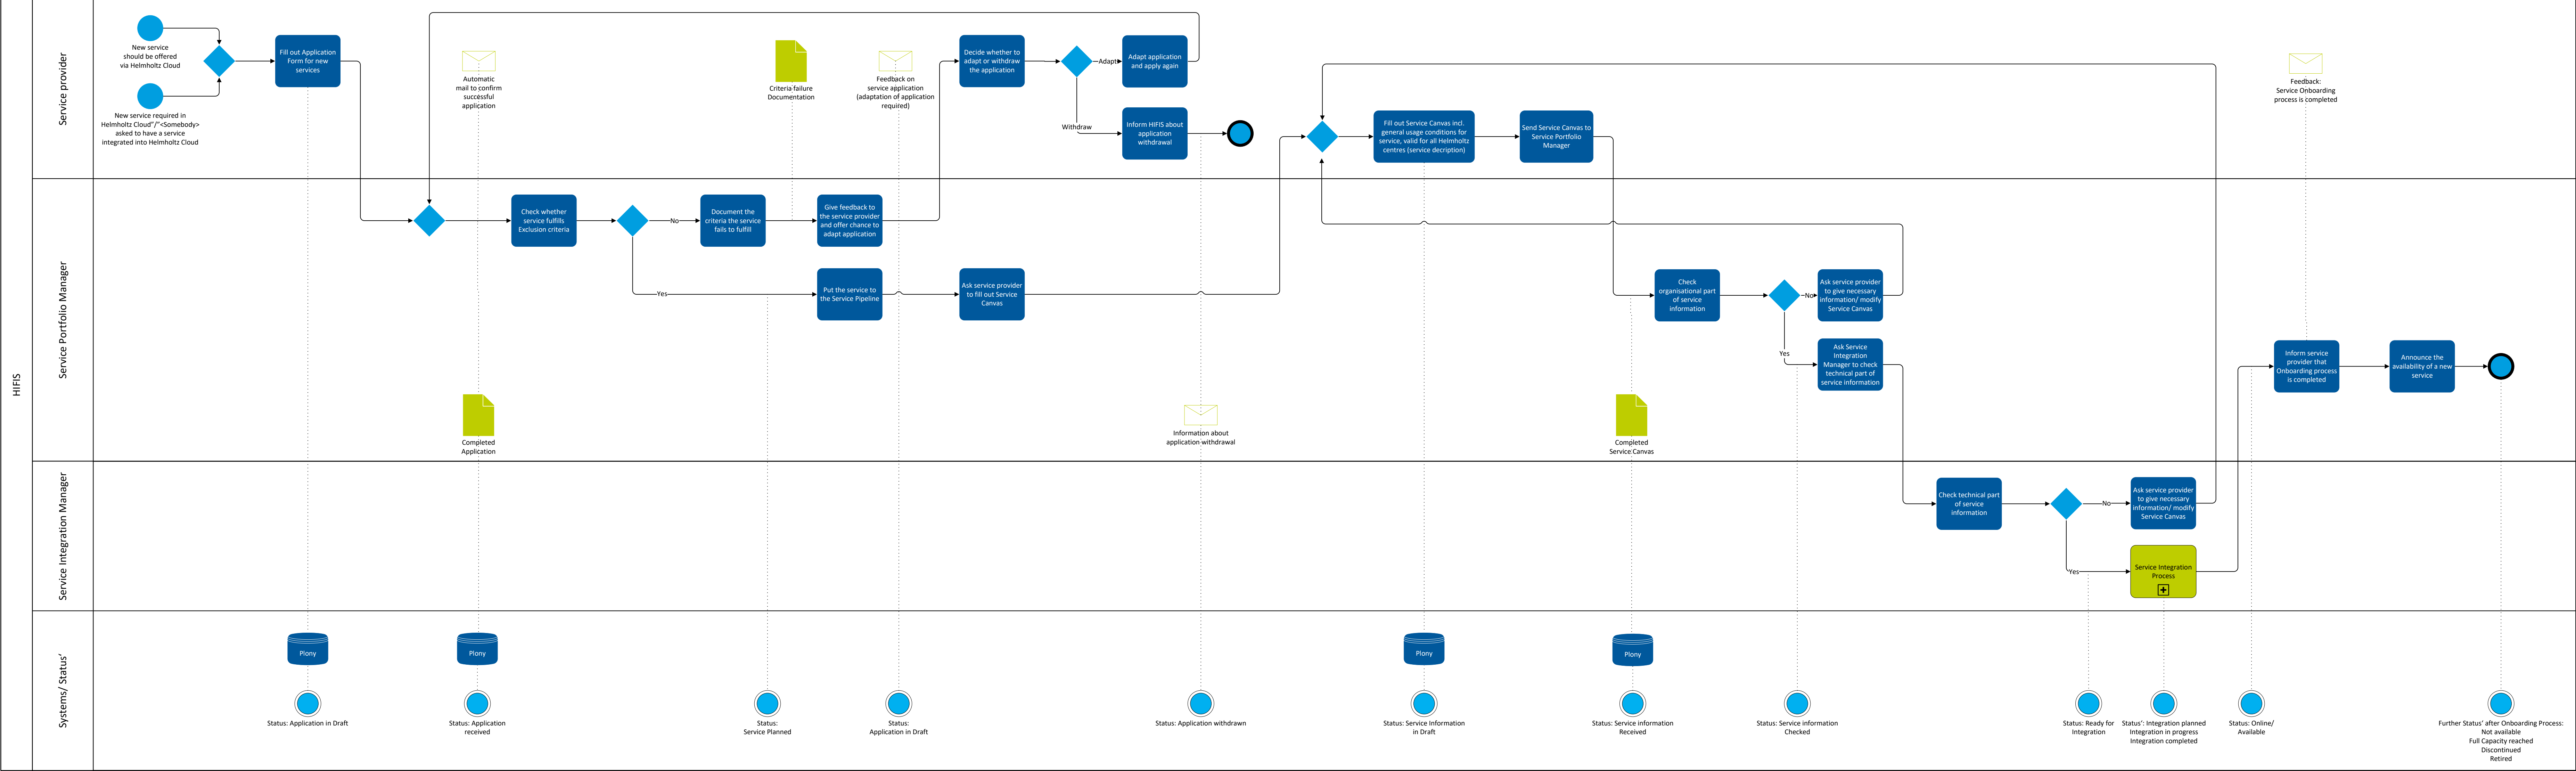 HIFIS
Service provider
New service
should be offered
via Helmholtz Cloud
New service required in
Helmholtz Cloud"/"<Somebody>
asked to have a service
integrated into Helmholtz Cloud
Fill out Application
Form for new
services
Automatic
mail to confirm
successful
application
Criteria failure
Documentation
Feedback on
service application
(adaptation of application
required)
Decide whether to
adapt or withdraw
the application
Adapt
Adapt application
and apply again
Withdraw
Inform HIFIS about
application
withdrawal
Fill out Service Canvas incl.
general usage conditions for
service, valid for all Helmholtz
centres (service decription)
Send Service Canvas to
Service Portfolio
Manager
Feedback:
Service Onboarding
process is completed
Service Portfolio Manager
Check whether
service fulfills
Exclusion criteria
No
Document the
criteria the service
fails to fulfill
Give feedback to
the service provider
and offer chance to
adapt application
Yes
Put the service to
the Service Pipeline
Ask service provider
to fill out Service
Canvas
Completed
Application
Information about
application withdrawal
Completed
Service Canvas
Check
organisational part
of service
information
No
Ask service provider
to give necessary
information/ modify
Service Canvas
Yes
Ask Service
Integration
Manager to check
technical part of
service information
Inform service
provider that
Onboarding process
is completed
Announce the
availability of a new
service
Service Integration Manager
Check technical part
of service
information
No
Ask service provider
to give necessary
information/ modify
Service Canvas
Yes
Service Integration
Process
Systems/ Status‘
Plony
Plony
Plony
Plony
Status: Application in Draft
Status: Application
received
Status:
Service Planned
Status:
Application in Draft
Status: Application withdrawn
Status: Service Information
in Draft
Status: Service information
Received
Status: Service information
Checked
Status: Ready for
Integration
Status': Integration planned
Integration in progress
Integration completed
Status: Online/
Available
Further Status' after Onboarding Process:
Not available
Full Capacity reached
Discontinued
Retired